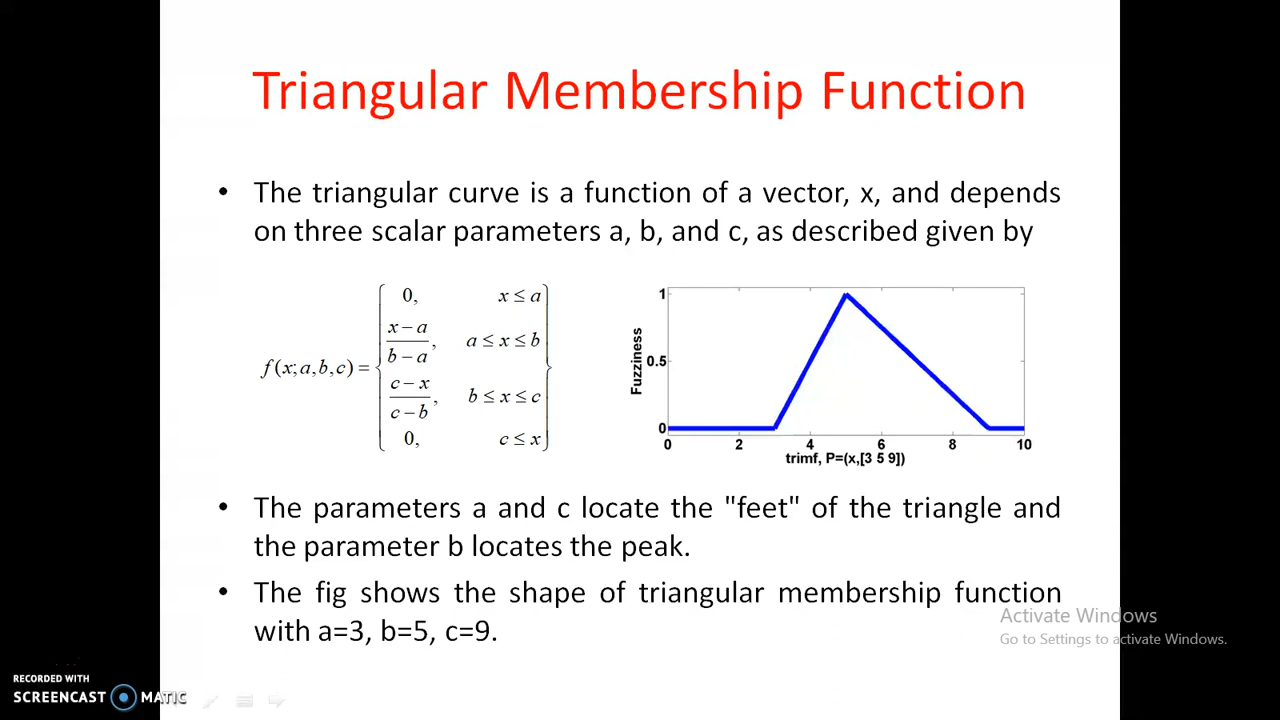 Triangular Membership Function
• The triangular curve is a function of a vector, x, and depends
on three scalar parameters a, b, and c, as described given by
f(x;a,b,c) =
0, x ≤ a
x − a
b − a
, a ≤ x ≤ b
c − x
c − b
, b ≤ x ≤ c
0, c ≤ x
Fuzziness
1
0.5
0
0 2 4 6 8 10
trimf, P=(x,[3 5 9])
• The parameters a and c locate the "feet" of the triangle and
the parameter b locates the peak.
• The fig shows the shape of triangular membership function
with a=3, b=5, c=9.
Activate Windows
Go to Settings to activate Windows.
RECORDED WITH
SCREENCAST MATIC